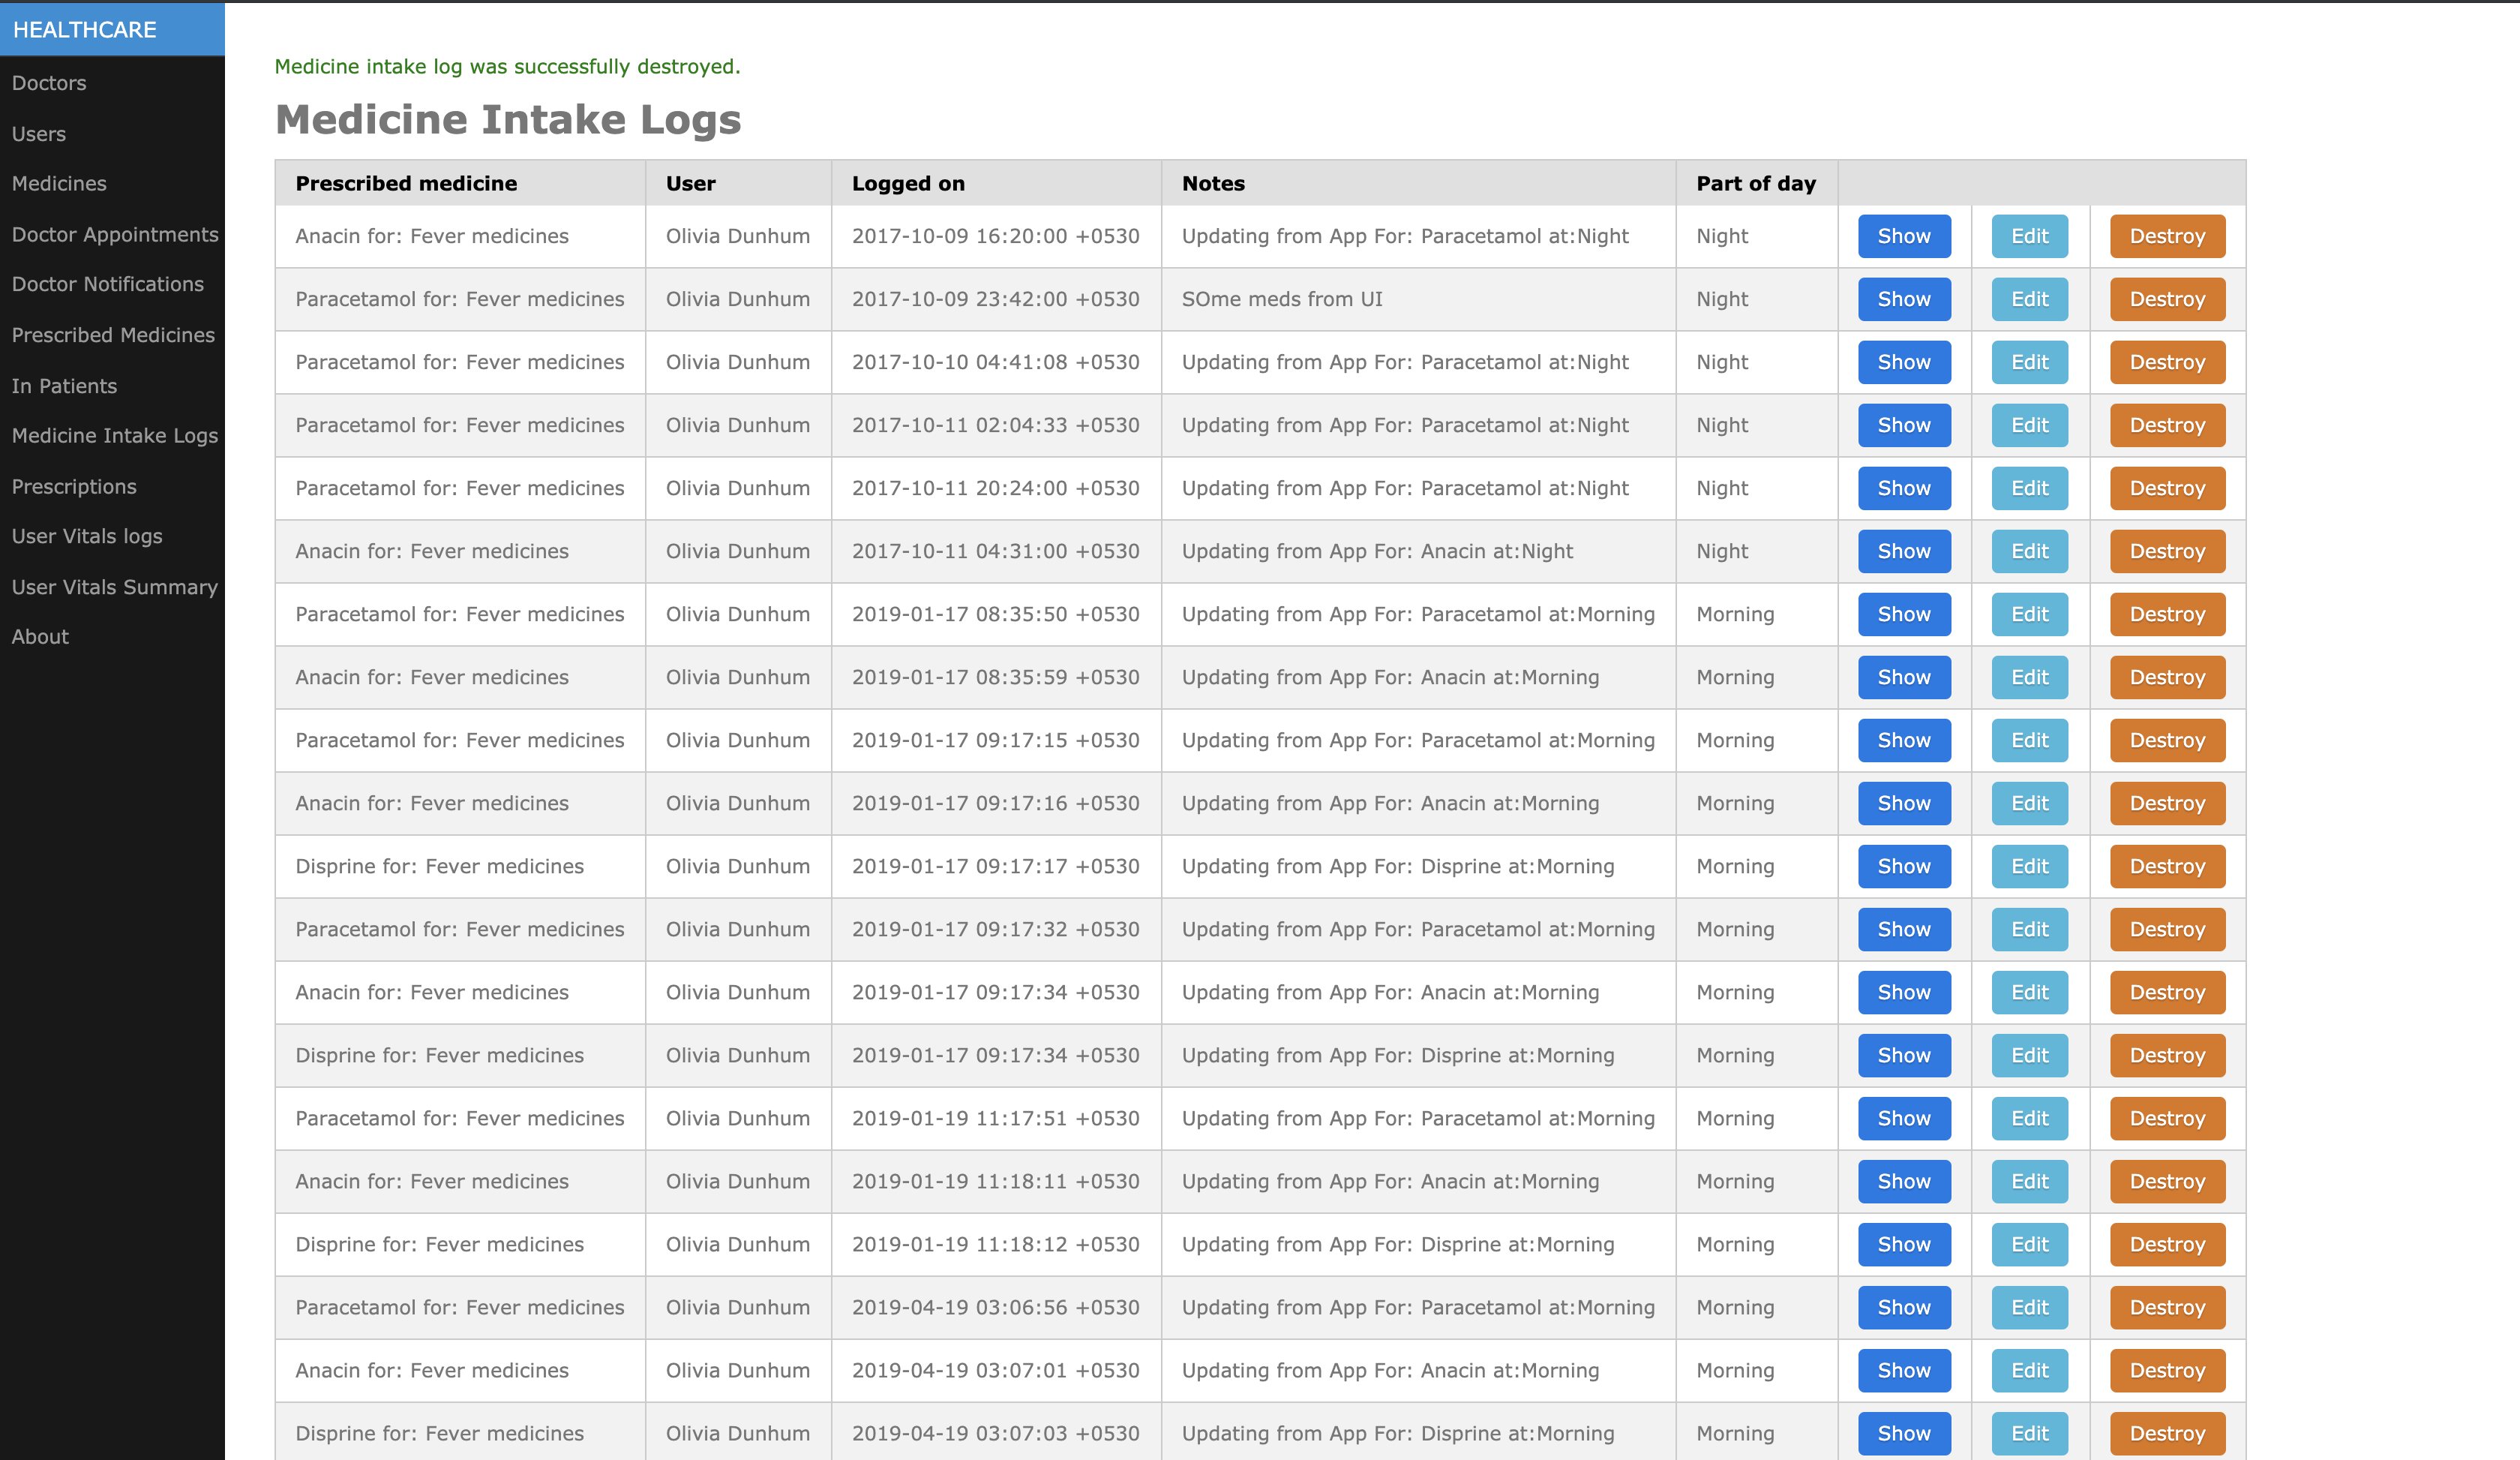 HEALTHCARE
Doctors
Users
Medicines
Doctor Appointments
Doctor Notifications
Prescribed Medicines
In Patients
Medicine Intake Logs
Prescriptions
User Vitals logs
User Vitals Summary
About
Medicine intake log was successfully destroyed.
Medicine Intake Logs
Prescribed medicine User Logged on Notes Part of day
Anacin for: Fever medicines Olivia Dunhum 2017-10-09 16:20:00 +0530 Updating from App For: Paracetamol at:Night Night Show Edit Destroy
Paracetamol for: Fever medicines Olivia Dunhum 2017-10-09 23:42:00 +0530 SOme meds from UI Night Show Edit Destroy
Paracetamol for: Fever medicines Olivia Dunhum 2017-10-10 04:41:08 +0530 Updating from App For: Paracetamol at:Night Night Show Edit Destroy
Paracetamol for: Fever medicines Olivia Dunhum 2017-10-11 02:04:33 +0530 Updating from App For: Paracetamol at:Night Night Show Edit Destroy
Paracetamol for: Fever medicines Olivia Dunhum 2017-10-11 20:24:00 +0530 Updating from App For: Paracetamol at:Night Night Show Edit Destroy
Anacin for: Fever medicines Olivia Dunhum 2017-10-11 04:31:00 +0530 Updating from App For: Anacin at:Night Night Show Edit Destroy
Paracetamol for: Fever medicines Olivia Dunhum 2019-01-17 08:35:50 +0530 Updating from App For: Paracetamol at:Morning Morning Show Edit Destroy
Anacin for: Fever medicines Olivia Dunhum 2019-01-17 08:35:59 +0530 Updating from App For: Anacin at:Morning Morning Show Edit Destroy
Paracetamol for: Fever medicines Olivia Dunhum 2019-01-17 09:17:15 +0530 Updating from App For: Paracetamol at:Morning Morning Show Edit Destroy
Anacin for: Fever medicines Olivia Dunhum 2019-01-17 09:17:16 +0530 Updating from App For: Anacin at:Morning Morning Show Edit Destroy
Disprine for: Fever medicines Olivia Dunhum 2019-01-17 09:17:17 +0530 Updating from App For: Disprine at:Morning Morning Show Edit Destroy
Paracetamol for: Fever medicines Olivia Dunhum 2019-01-17 09:17:32 +0530 Updating from App For: Paracetamol at:Morning Morning Show Edit Destroy
Anacin for: Fever medicines Olivia Dunhum 2019-01-17 09:17:34 +0530 Updating from App For: Anacin at:Morning Morning Show Edit Destroy
Disprine for: Fever medicines Olivia Dunhum 2019-01-17 09:17:34 +0530 Updating from App For: Disprine at:Morning Morning Show Edit Destroy
Paracetamol for: Fever medicines Olivia Dunhum 2019-01-19 11:17:51 +0530 Updating from App For: Paracetamol at:Morning Morning Show Edit Destroy
Anacin for: Fever medicines Olivia Dunhum 2019-01-19 11:18:11 +0530 Updating from App For: Anacin at:Morning Morning Show Edit Destroy
Disprine for: Fever medicines Olivia Dunhum 2019-01-19 11:18:12 +0530 Updating from App For: Disprine at:Morning Morning Show Edit Destroy
Paracetamol for: Fever medicines Olivia Dunhum 2019-04-19 03:06:56 +0530 Updating from App For: Paracetamol at:Morning Morning Show Edit Destroy
Anacin for: Fever medicines Olivia Dunhum 2019-04-19 03:07:01 +0530 Updating from App For: Anacin at:Morning Morning Show Edit Destroy
Disprine for: Fever medicines Olivia Dunhum 2019-04-19 03:07:03 +0530 Updating from App For: Disprine at:Morning Morning Show Edit Destroy